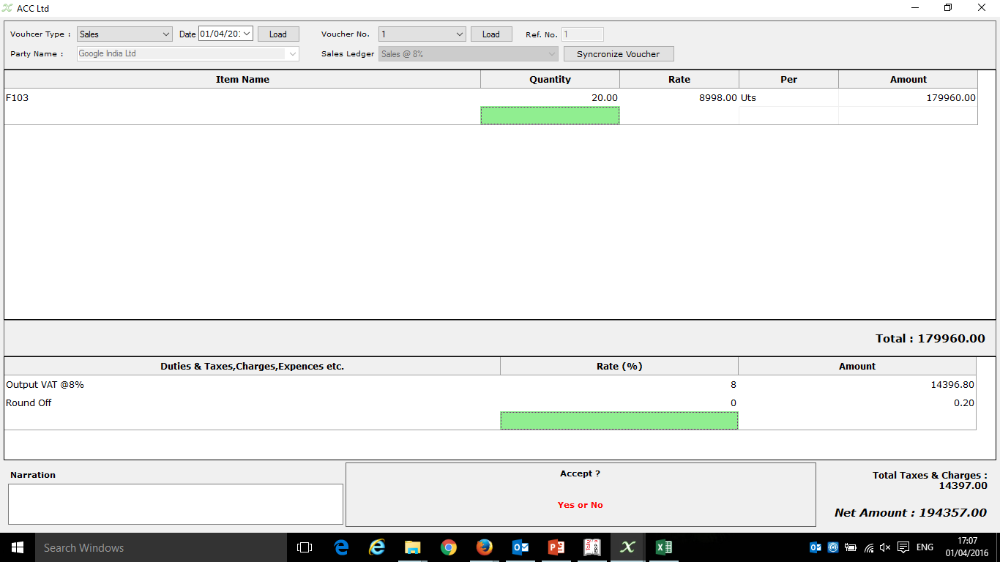 ACC Ltd
Vouhcer Type : Sales Date 01/04/201 Load Voucher No. 1 Load Ref. No. 1
Party Name : Google India Ltd Sales Ledger Sales @ 8% Syncronize Voucher
Item Name Quantity Rate Per Amount
F103 20.00 8998.00 Uts 179960.00
Total : 179960.00
Duties & Taxes,Charges,Expences etc. Rate (%) Amount
Output VAT @8% 8 14396.80
Round Off 0 0.20
Narration
Accept ?
Yes or No
Total Taxes & Charges :
14397.00
Net Amount : 194357.00
Search Windows
ENG
17:07
01/04/2016